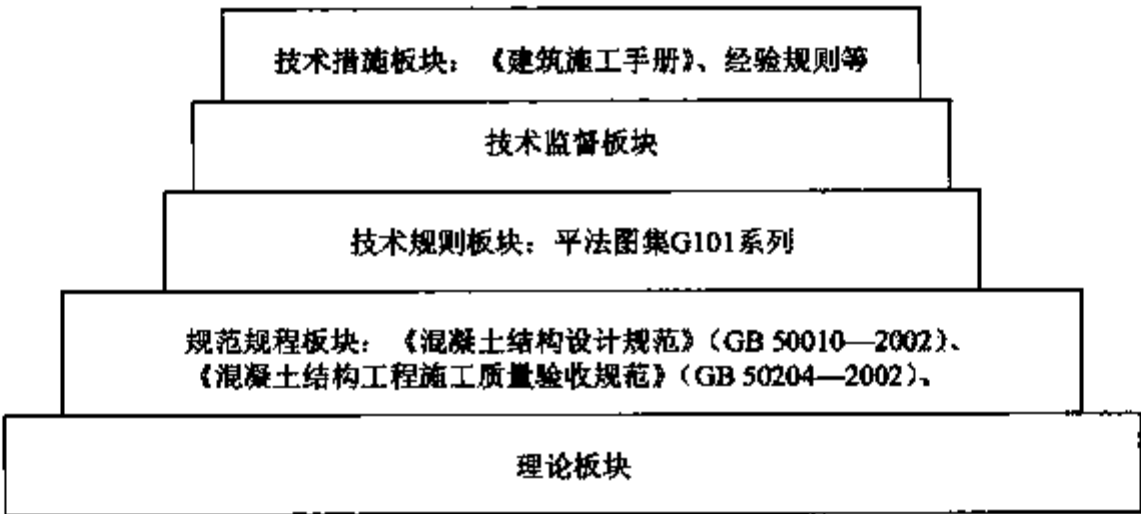 技术措施板块：《建筑施工手册》、经验规则等
技术监督板块
技术规则板块：平法图集G101系列
规范规程板块：《混凝土结构设计规范》（GB 50010—2002）、
《混凝土结构工程施工质量验收规范》（GB 50204—2002）、
理论板块